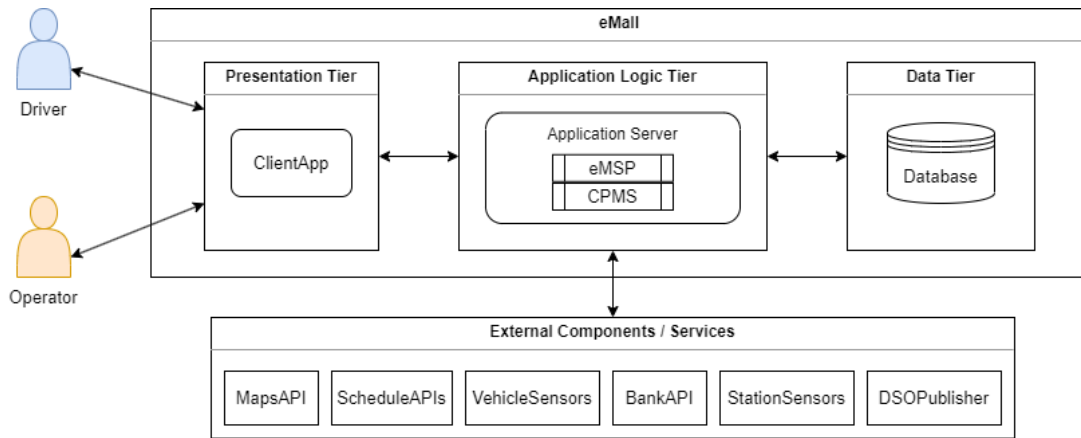 eMall
Driver
Presentation Tier
ClientApp
Application Logic Tier
Application Server
eMSP
CPMS
Data Tier
Database
Operator
External Components / Services
MapsAPI
ScheduleAPIs
VehicleSensors
BankAPI
StationSensors
DSOPublisher